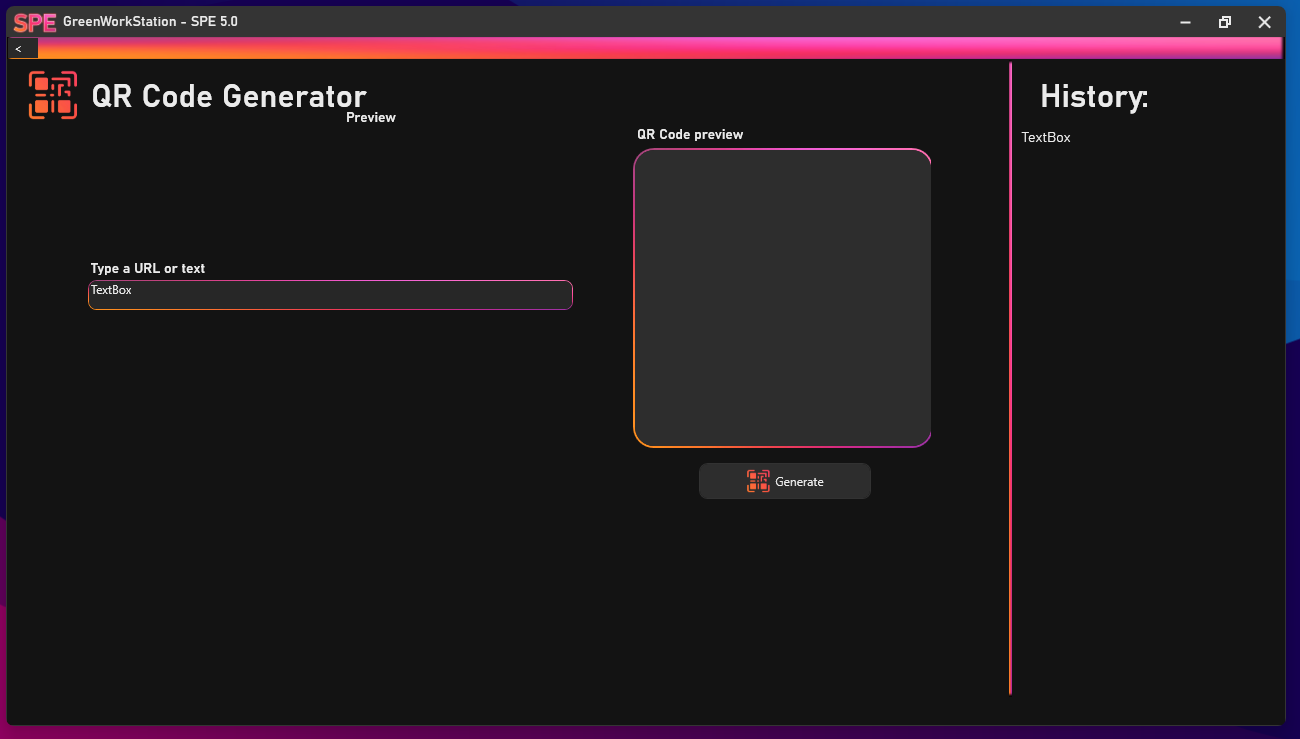 SPE GreenWorkStation - SPE 5.0
<
QR Code Generator
Preview
Type a URL or text
TextBox
QR Code preview
Generate
History:
TextBox